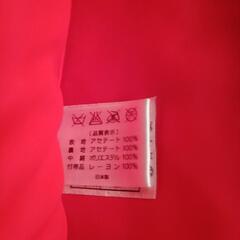 〔品質表示〕
表　地　アセテート 100%
裏　地　アセテート 100%
中　綿　ポリエステル 100%
付帯品　レーヨン 100%
日本製